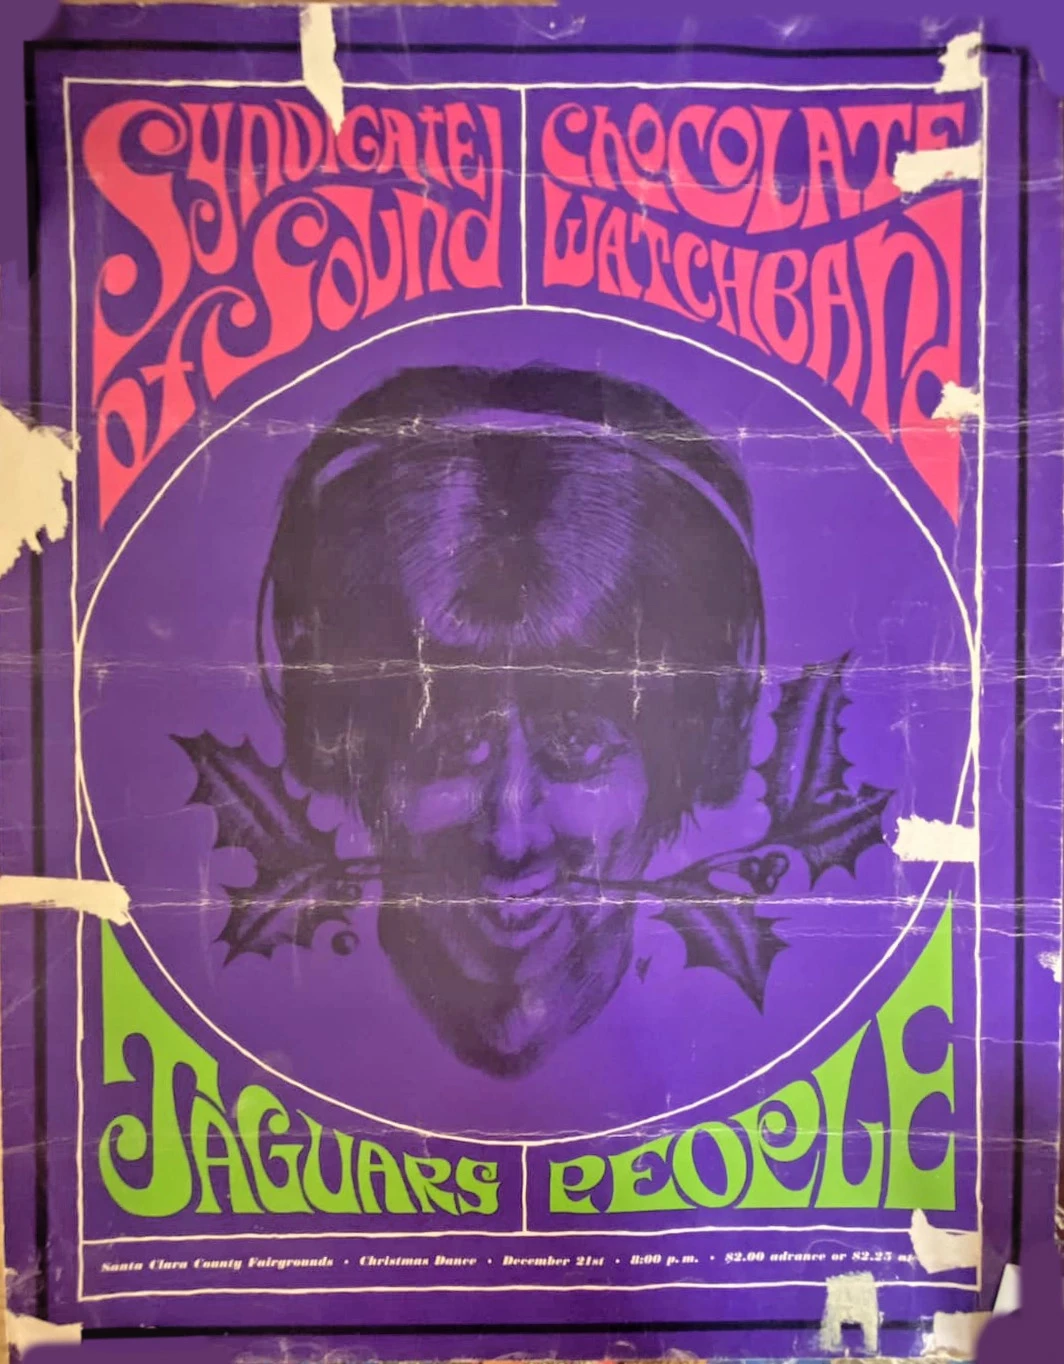 Syndicate
of Sound
Chocolate
Watchband
Jaguars
People
Santa Clara County Fairgrounds • Christmas Dance • December 21st • 8:00 p.m. • $2.00 advance or $2.25